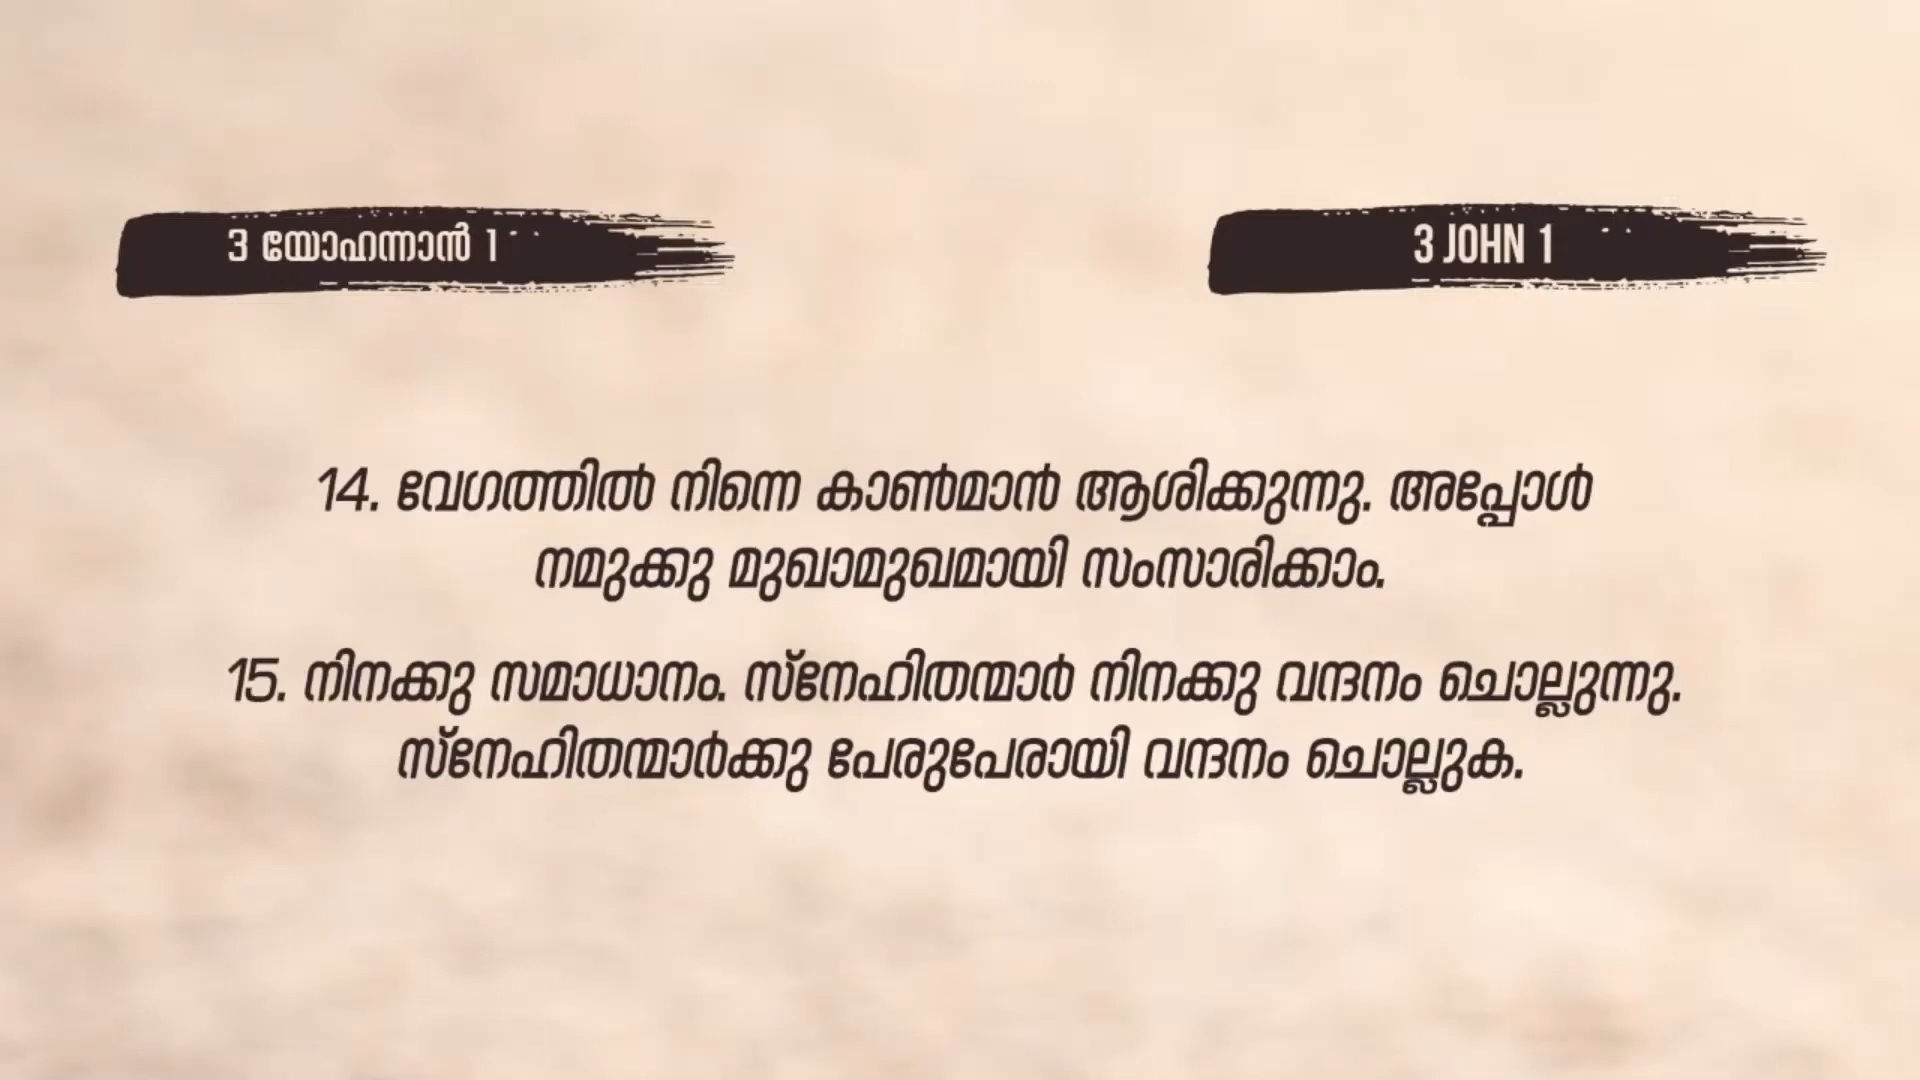 3 യോഹന്നാൻ 1
3 JOHN 1
14. വേഗത്തിൽ നിന്നെ കാൺമാൻ ആശിക്കുന്നു. അപ്പോൾ
നമുക്കു മുഖാമുഖമായി സംസാരിക്കാം.
15. നിനക്കു സമാധാനം. സ്നേഹിതന്മാർ നിനക്കു വന്ദനം ചൊല്ലുന്നു.
സ്നേഹിതന്മാർക്കു പേരുപേരായി വന്ദനം ചൊല്ലുക.